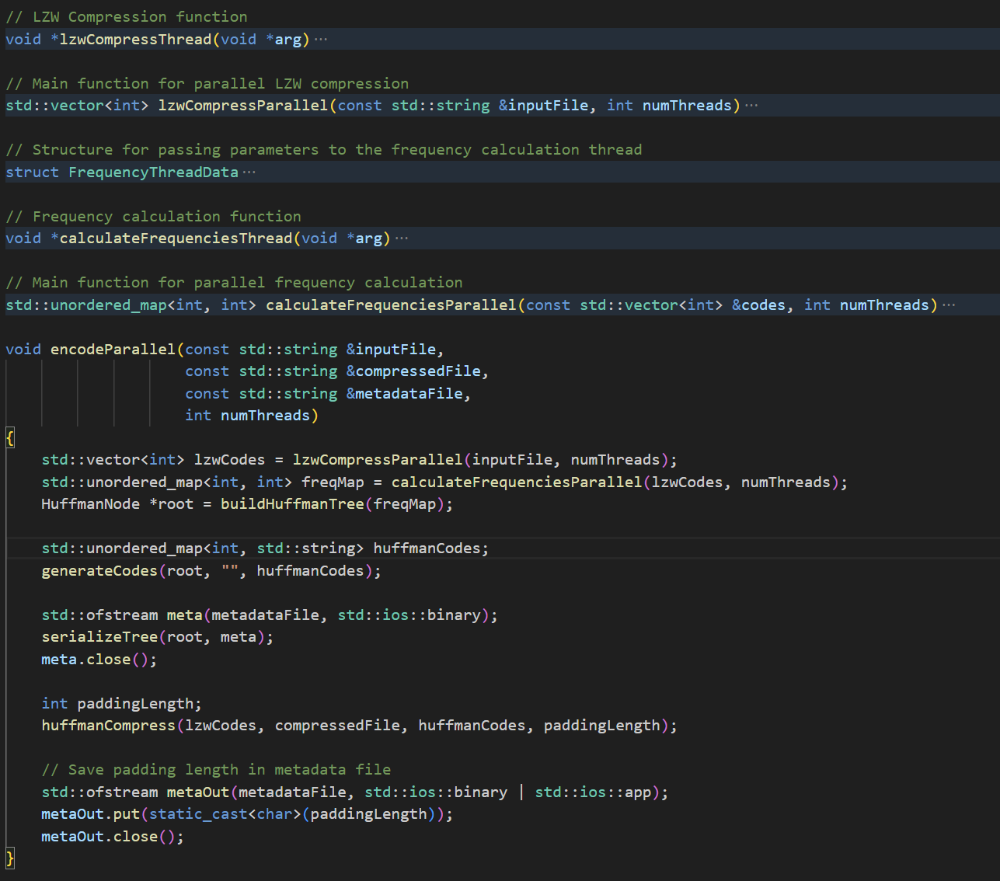 // LZW Compression function
void *lzwCompressThread(void *arg)···
// Main function for parallel LZW compression
std::vector<int> lzwCompressParallel(const std::string &inputFile, int numThreads)···
// Structure for passing parameters to the frequency calculation thread
struct FrequencyThreadData···
// Frequency calculation function
void *calculateFrequenciesThread(void *arg)···
// Main function for parallel frequency calculation
std::unordered_map<int, int> calculateFrequenciesParallel(const std::vector<int> &codes, int numThreads)···
void encodeParallel(const std::string &inputFile,
                    const std::string &compressedFile,
                    const std::string &metadataFile,
                    int numThreads)
{
    std::vector<int> lzwCodes = lzwCompressParallel(inputFile, numThreads);
    std::unordered_map<int, int> freqMap = calculateFrequenciesParallel(lzwCodes, numThreads);
    HuffmanNode *root = buildHuffmanTree(freqMap);
    std::unordered_map<int, std::string> huffmanCodes;
    generateCodes(root, "", huffmanCodes);
    std::ofstream meta(metadataFile, std::ios::binary);
    serializeTree(root, meta);
    meta.close();
    int paddingLength;
    huffmanCompress(lzwCodes, compressedFile, huffmanCodes, paddingLength);
    // Save padding length in metadata file
    std::ofstream metaOut(metadataFile, std::ios::binary | std::ios::app);
    metaOut.put(static_cast<char>(paddingLength));
    metaOut.close();
}